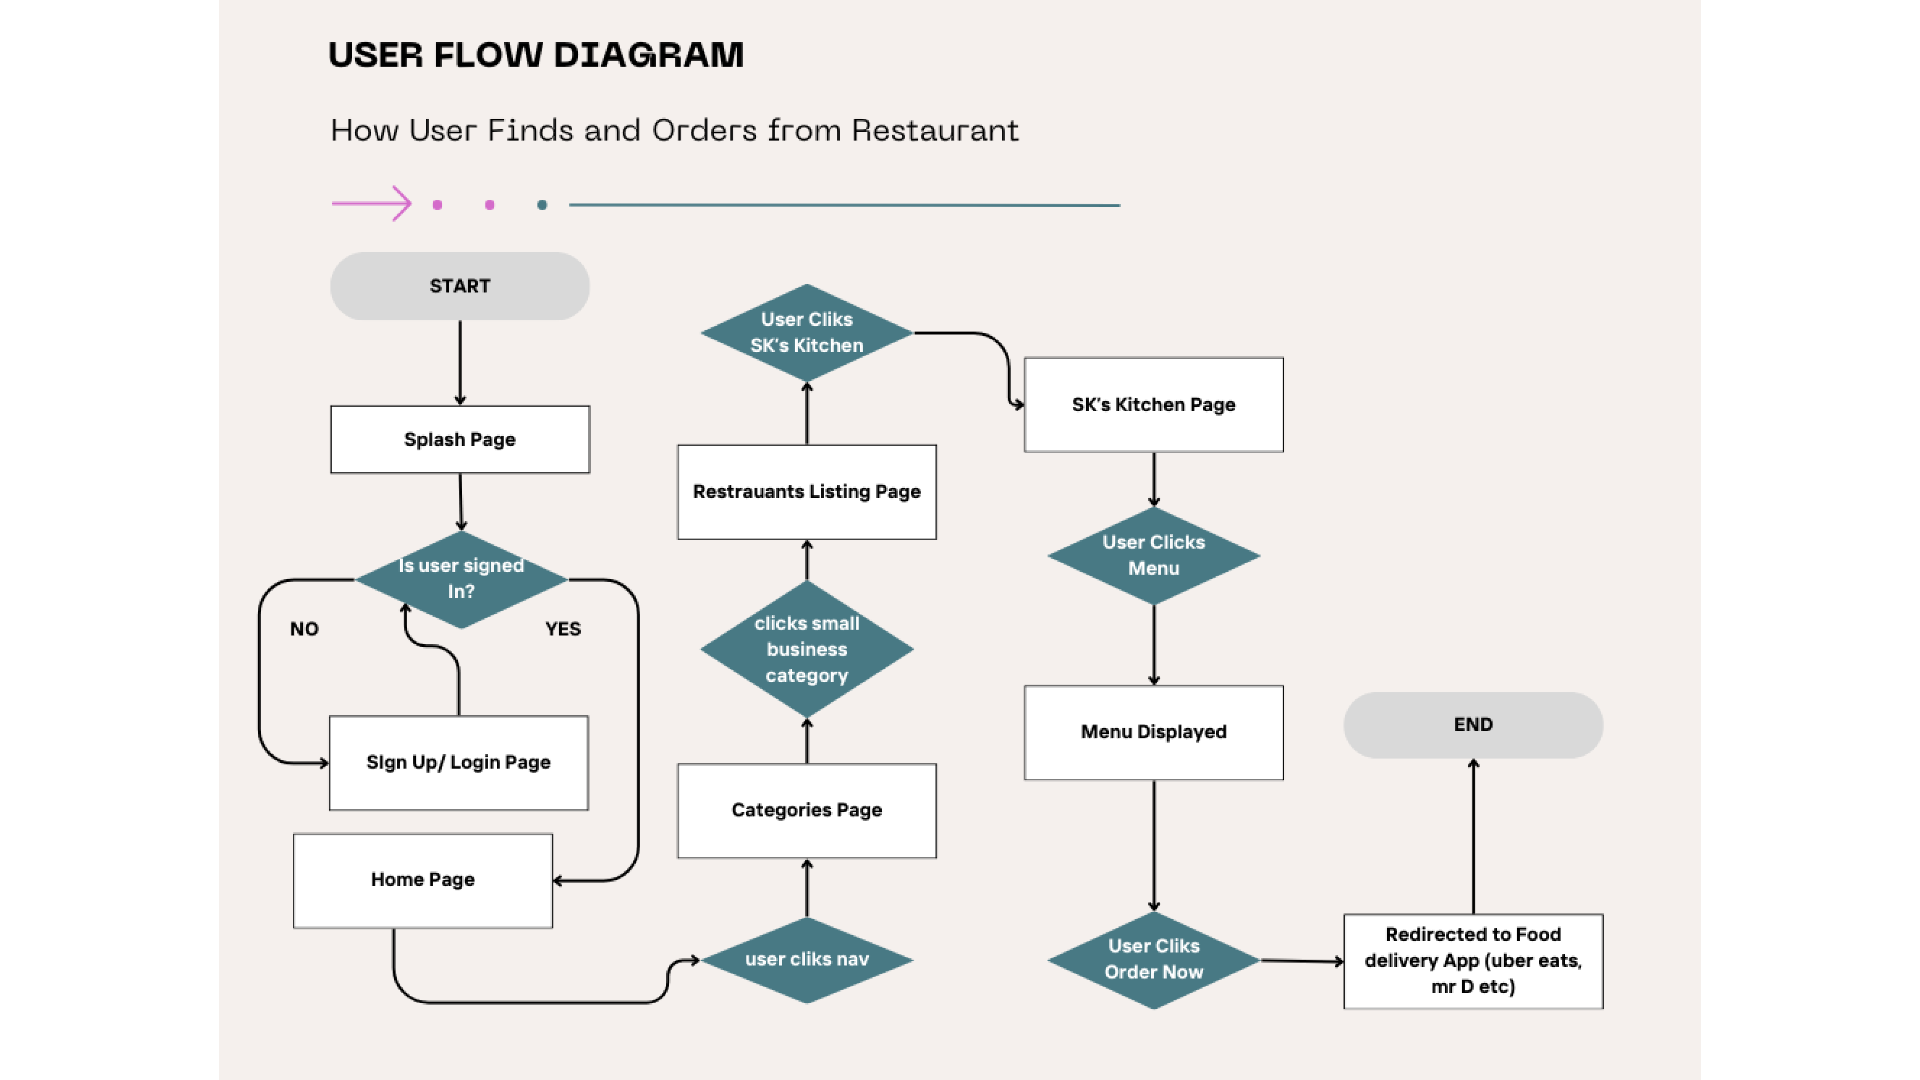 USER FLOW DIAGRAM
How User Finds and Orders from Restaurant
START
Splash Page
Is user signed
In?
NO
YES
SIgn Up/ Login Page
Home Page
user cliks nav
Categories Page
clicks small
business
category
Restrauants Listing Page
User Cliks
SK's Kitchen
SK's Kitchen Page
User Clicks
Menu
Menu Displayed
User Cliks
Order Now
Redirected to Food
delivery App (uber eats,
mr D etc)
END